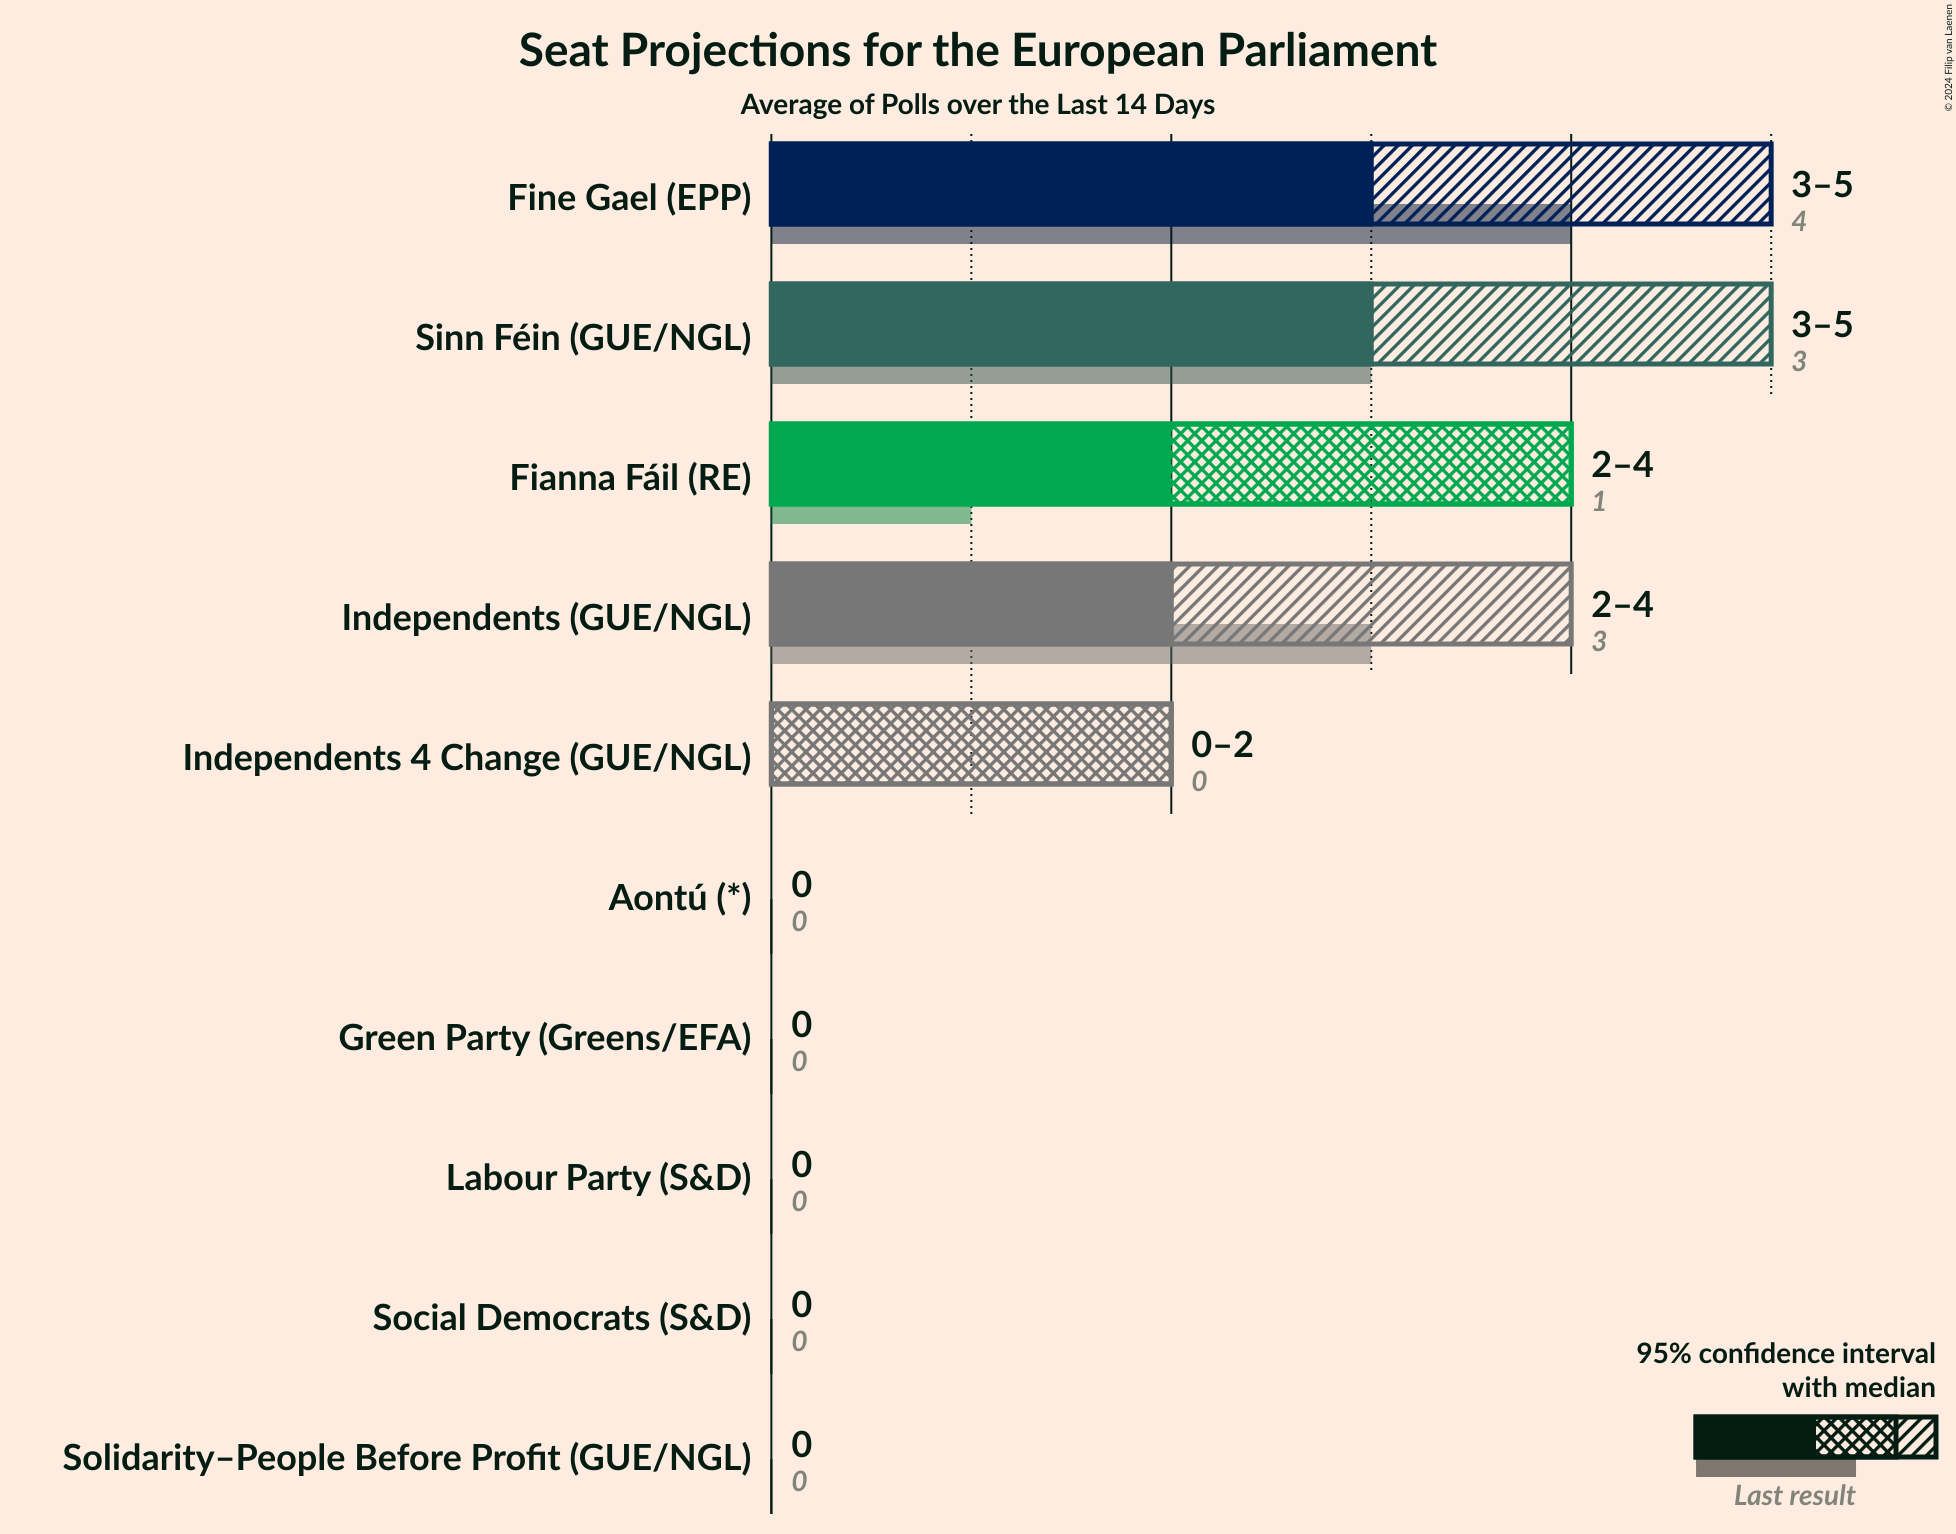 Seat Projections for the European Parliament
Average of Polls over the Last 14 Days
© 2024 Filip van Laenen
Fine Gael (EPP)
3–5
4
Sinn Féin (GUE/NGL)
3–5
3
Fianna Fáil (RE)
2–4
1
Independents (GUE/NGL)
2–4
3
Independents 4 Change (GUE/NGL)
0–2
0
Aontú (*)
0
0
Green Party (Greens/EFA)
0
0
Labour Party (S&D)
0
0
Social Democrats (S&D)
0
0
Solidarity–People Before Profit (GUE/NGL)
0
0
95% confidence interval
with median
Last result